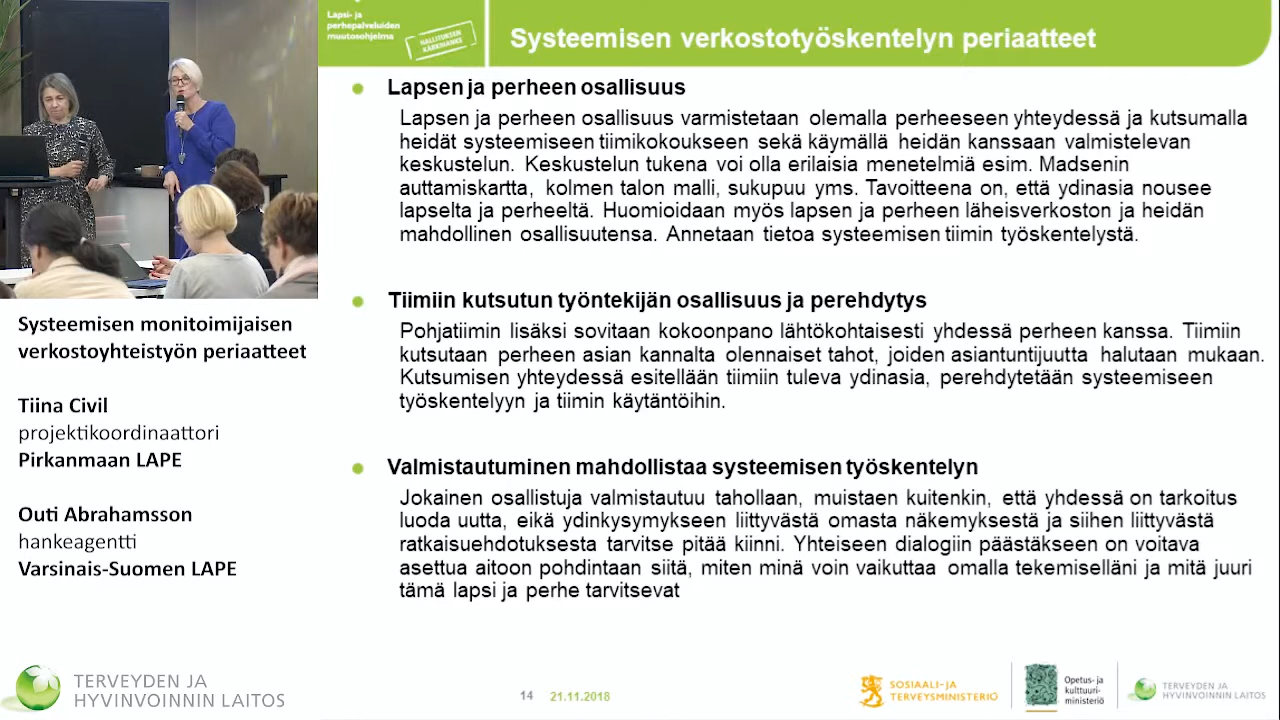 Lapsi- ja
perhepalveluiden
muutosohjelma
HALLITUKSEN
KÄRKIHANKE
Systeemisen verkostotyöskentelyn periaatteet
Lapsen ja perheen osallisuus
Lapsen ja perheen osallisuus varmistetaan olemalla perheeseen yhteydessä ja kutsumalla
heidät systeemiseen tiimikokoukseen sekä käymällä heidän kanssaan valmistelevan
keskustelun. Keskustelun tukena voi olla erilaisia menetelmiä esim. Madsenin
auttamiskartta, kolmen talon malli, sukupuu yms. Tavoitteena on, että ydinasia nousee
lapselta ja perheeltä. Huomioidaan myös lapsen ja perheen läheisverkoston ja heidän
mahdollinen osallisuutensa. Annetaan tietoa systeemisen tiimin työskentelystä.
Tiimiin kutsutun työntekijän osallisuus ja perehdytys
Pohjatiimin lisäksi sovitaan kokoonpano lähtökohtaisesti yhdessä perheen kanssa. Tiimiin
kutsutaan perheen asian kannalta olennaiset tahot, joiden asiantuntijuutta halutaan mukaan.
Kutsumisen yhteydessä esitellään tiimiin tuleva ydinasia, perehdytetään systeemiseen
työskentelyyn ja tiimin käytäntöihin.
Valmistautuminen mahdollistaa systeemisen työskentelyn
Jokainen osallistuja valmistautuu tahollaan, muistaen kuitenkin, että yhdessä on tarkoitus
luoda uutta, eikä ydinkysymykseen liittyvästä omasta näkemyksestä ja siihen liittyvästä
ratkaisuehdotuksesta tarvitse pitää kiinni. Yhteiseen dialogiin päästäkseen on voitava
asettua aitoon pohdintaan siitä, miten minä voin vaikuttaa omalla tekemiselläni ja mitä juuri
tämä lapsi ja perhe tarvitsevat
Systeemisen monitoimijaisen
verkostoyhteistyön periaatteet
Tiina Civil
projektikoordinaattori
Pirkanmaan LAPE
Outi Abrahamsson
hankeagentti
Varsinais-Suomen LAPE
TERVEYDEN JA
HYVINVOINNIN LAITOS
14 21.11.2018
SOSIAALI- JA
TERVEYSMINISTERIÖ
Opetus- ja
kulttuuri-
ministeriö
TERVEYDEN JA
HYVINVOINNIN LAITOS